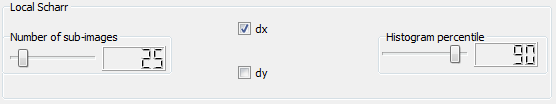 Local Scharr
Number of sub-images
25
dx
dy
Histogram percentile
90